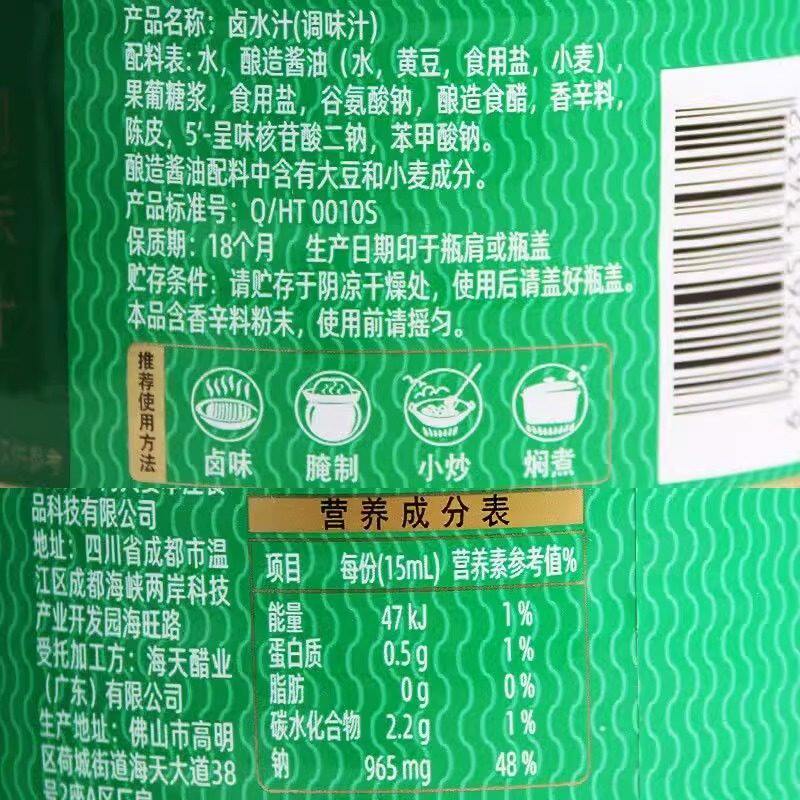 产品名称：卤水汁(调味汁)
配料表：水，酿造酱油（水，黄豆，食用盐，小麦），
果葡糖浆，食用盐，谷氨酸钠，酿造食醋，香辛料，
陈皮，5′-呈味核苷酸二钠，苯甲酸钠。
酿造酱油配料中含有大豆和小麦成分。
产品标准号：Q/HT 0010S
保质期：18个月 生产日期印于瓶肩或瓶盖
贮存条件：请贮存于阴凉干燥处，使用后请盖好瓶盖。
本品含香辛料粉末，使用前请摇匀。
推荐使用方法
卤味 腌制 小炒 焖煮
品科技有限公司
地址：四川省成都市温
江区成都海峡两岸科技
产业开发园海旺路
受托加工方：海天醋业
（广东）有限公司
生产地址：佛山市高明
区荷城街道海天大道38
号2座A区厂房
营养成分表
项目 每份(15mL) 营养素参考值%
能量 47 kJ 1%
蛋白质 0.5 g 1%
脂肪 0 g 0%
碳水化合物 2.2 g 1%
钠 965 mg 48%